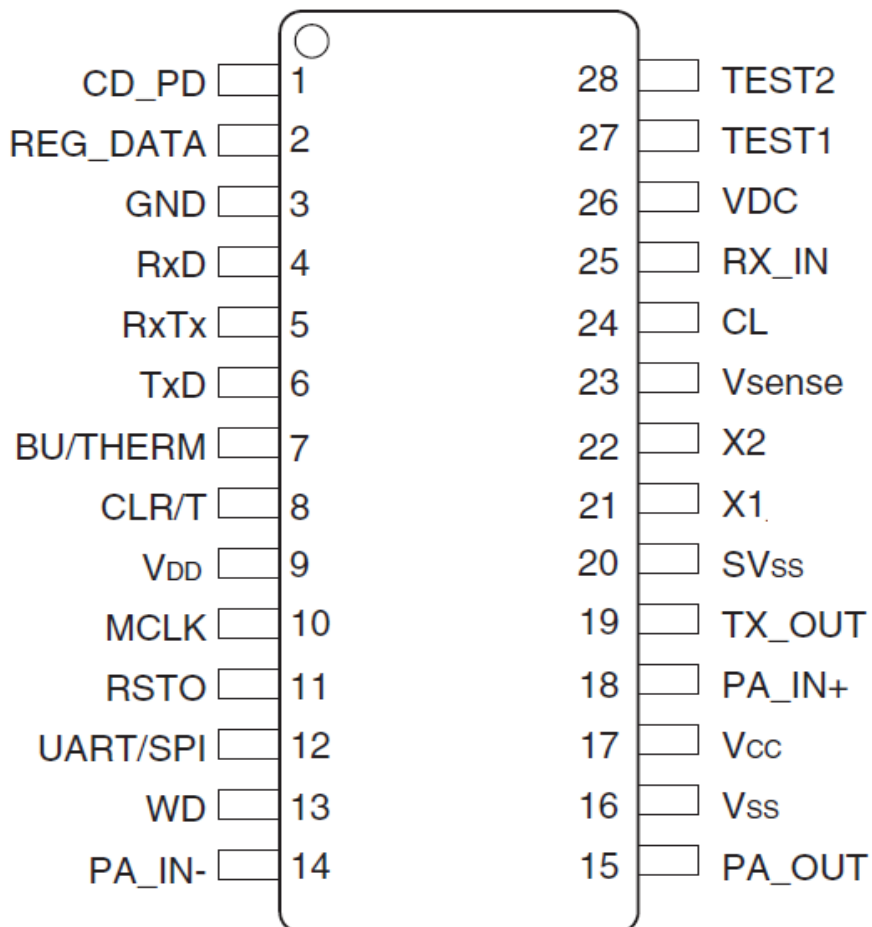 CD_PD 1 28 TEST2
REG_DATA 2 27 TEST1
GND 3 26 VDC
RxD 4 25 RX_IN
RxTx 5 24 CL
TxD 6 23 Vsense
BU/THERM 7 22 X2
CLR/T 8 21 X1
VDD 9 20 SVss
MCLK 10 19 TX_OUT
RSTO 11 18 PA_IN+
UART/SPI 12 17 Vcc
WD 13 16 Vss
PA_IN- 14 15 PA_OUT